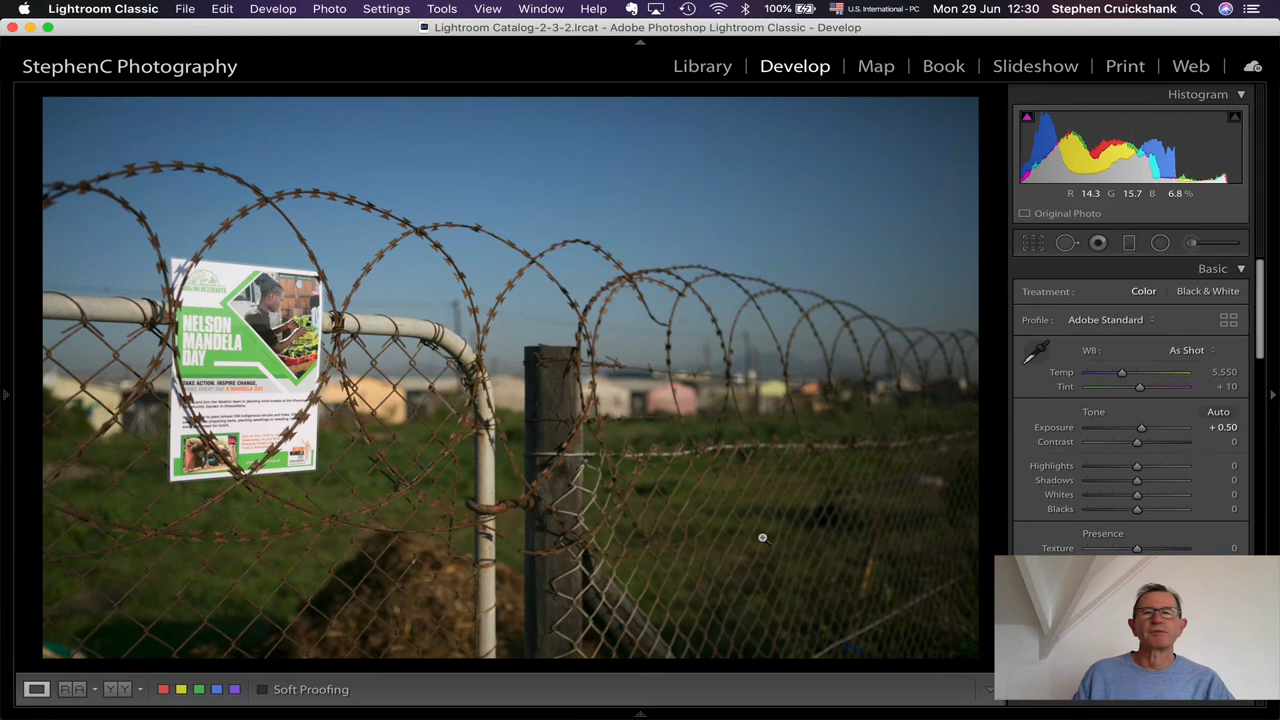 Lightroom Classic File Edit Develop Photo Settings Tools View Window Help 100% U.S. International - PC Mon 29 Jun 12:30 Stephen Cruickshank
Lightroom Catalog-2-3-2.lrcat - Adobe Photoshop Lightroom Classic - Develop
StephenC Photography Library Develop Map Book Slideshow Print Web
Histogram
R 14.3 G 15.7 B 6.8 %
Original Photo
Basic
Treatment : Color Black & White
Profile : Adobe Standard
WB : As Shot
Temp 5,550
Tint + 10
Tone Auto
Exposure + 0.50
Contrast 0
Highlights 0
Shadows 0
Whites 0
Blacks 0
Presence
Texture 0
NELSON
MANDELA
DAY
TAKE ACTION. INSPIRE CHANGE,
RA YY Soft Proofing